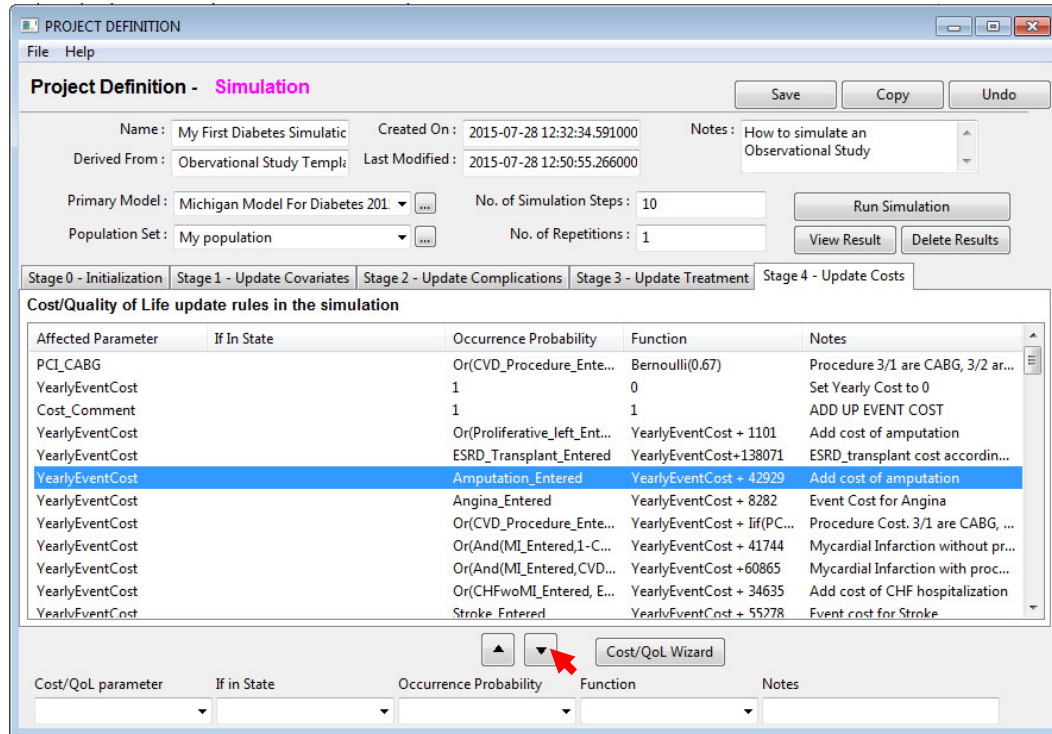 PROJECT DEFINITION
File Help
Project Definition - Simulation
Save Copy Undo
Name : My First Diabetes Simulatic Created On : 2015-07-28 12:32:34.591000 Notes : How to simulate an
Observational Study
Derived From : Obervational Study Templa Last Modified : 2015-07-28 12:50:55.266000
Primary Model : Michigan Model For Diabetes 201: ... No. of Simulation Steps : 10 Run Simulation
Population Set : My population ... No. of Repetitions : 1 View Result Delete Results
Stage 0 - Initialization Stage 1 - Update Covariates Stage 2 - Update Complications Stage 3 - Update Treatment Stage 4 - Update Costs
Cost/Quality of Life update rules in the simulation
Affected Parameter If In State Occurrence Probability Function Notes
PCI_CABG Or(CVD_Procedure_Ente... Bernoulli(0.67) Procedure 3/1 are CABG, 3/2 ar...
YearlyEventCost 1 0 Set Yearly Cost to 0
Cost_Comment 1 1 ADD UP EVENT COST
YearlyEventCost Or(Proliferative_left_Ent... YearlyEventCost + 1101 Add cost of amputation
YearlyEventCost ESRD_Transplant_Entered YearlyEventCost+138071 ESRD_transplant cost accordin...
YearlyEventCost Amputation_Entered YearlyEventCost + 42929 Add cost of amputation
YearlyEventCost Angina_Entered YearlyEventCost + 8282 Event Cost for Angina
YearlyEventCost Or(CVD_Procedure_Ente... YearlyEventCost + Iif(PC... Procedure Cost. 3/1 are CABG, ...
YearlyEventCost Or(And(MI_Entered,1-C... YearlyEventCost + 41744 Mycardial Infarction without pr...
YearlyEventCost Or(And(MI_Entered,CVD... YearlyEventCost +60865 Mycardial Infarction with proc...
YearlyEventCost Or(CHFwoMI_Entered, E... YearlyEventCost + 34635 Add cost of CHF hospitalization
YearlyEventCost Stroke_Entered YearlyEventCost + 55278 Event cost for Stroke
Cost/QoL Wizard
Cost/QoL parameter If in State Occurrence Probability Function Notes